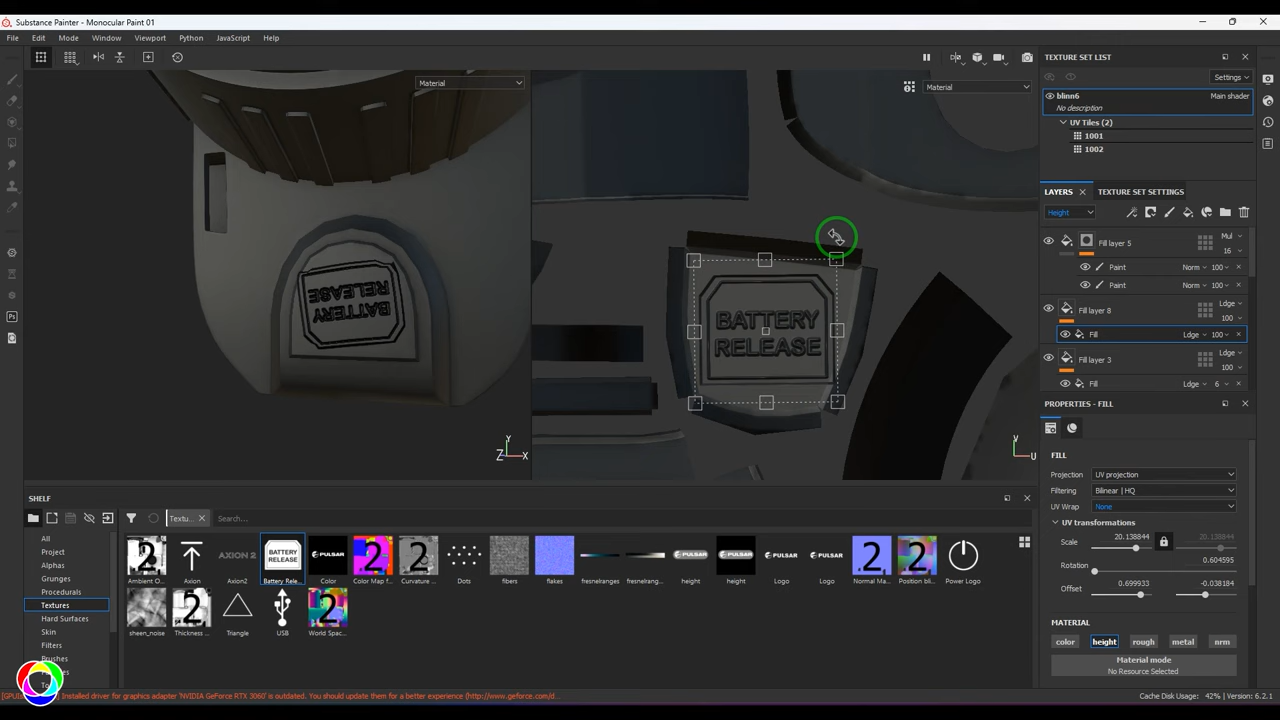 Substance Painter - Monocular Paint 01
File Edit Mode Window Viewport Python JavaScript Help
Material
Material
BATTERY
RELEASE
BATTERY
RELEASE
Y
Z X
V
U
TEXTURE SET LIST
Settings
blinn6 Main shader
No description
UV Tiles (2)
1001
1002
LAYERS TEXTURE SET SETTINGS
Height
Fill layer 5 Mul
16
Paint Norm 100
Paint Norm 100
Fill layer 8 Ldge
100
Fill Ldge 100
Fill layer 3 Ldge
100
Fill Ldge 6
PROPERTIES - FILL
FILL
Projection UV projection
Filtering Bilinear | HQ
UV Wrap None
UV transformations
Scale 20.138844 20.138844
Rotation 0.604595
Offset 0.699933 -0.038184
MATERIAL
color height rough metal nrm
Material mode
No Resource Selected
SHELF
Textu... Search...
All
Project
Alphas
Grunges
Procedurals
Textures
Hard Surfaces
Skin
Filters
Brushes
Ambient O... Axion Axion2 Battery Rele... Color Color Map f... Curvature ... Dots fibers flakes fresnelranges fresnelrang... height height Logo Logo Normal Ma... Position bli... Power Logo
sheen_noise Thickness ... Triangle USB World Spac...
[GPUIs Installed driver for graphics adapter 'NVIDIA GeForce RTX 3060' is outdated. You should update them for a better experience (http://www.geforce.com/d...
Cache Disk Usage: 42% | Version: 6.2.1